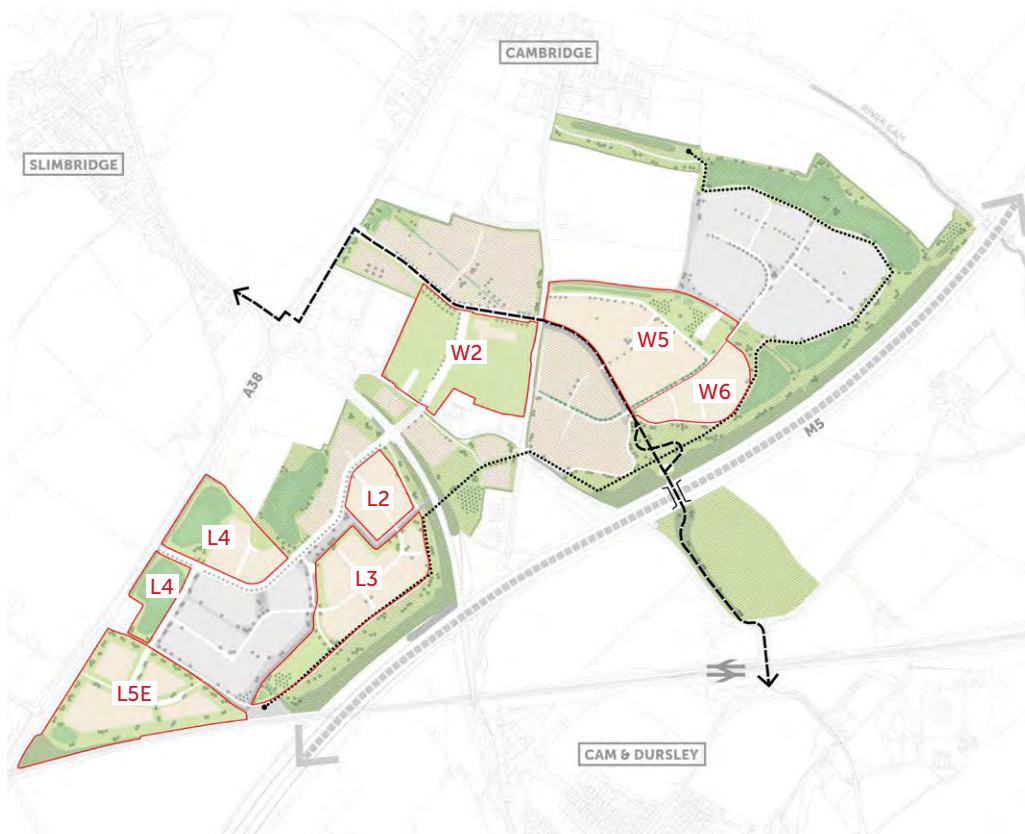 CAMBRIDGE
SLIMBRIDGE
RIVER CAM
W5
W2
W6
A38
M5
L2
L4
L3
L4
L5E
CAM & DURSLEY